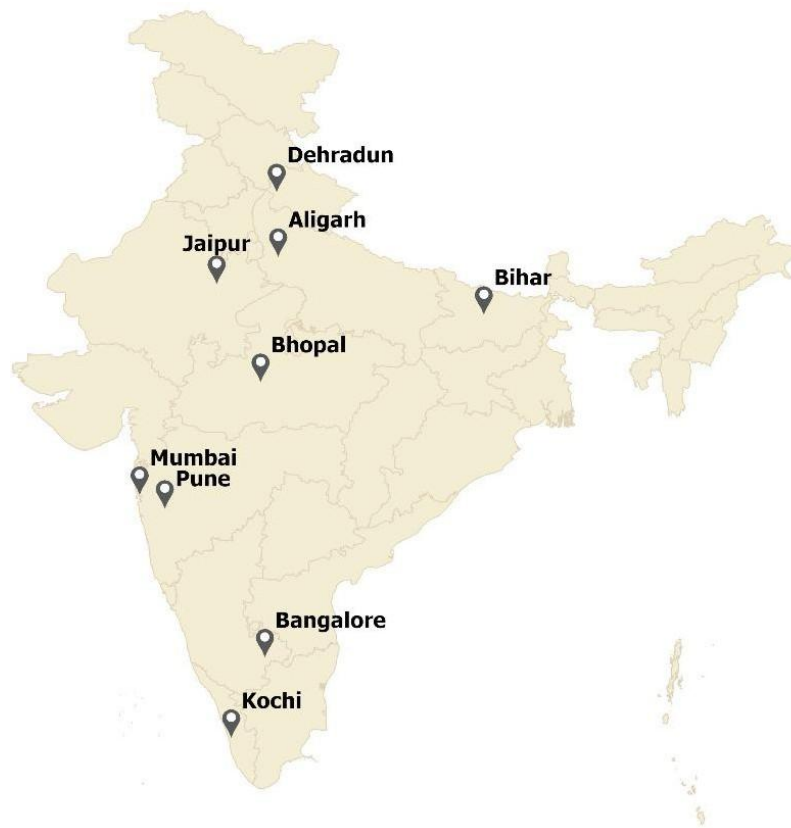 Dehradun
Aligarh
Jaipur
Bihar
Bhopal
Mumbai
Pune
Bangalore
Kochi